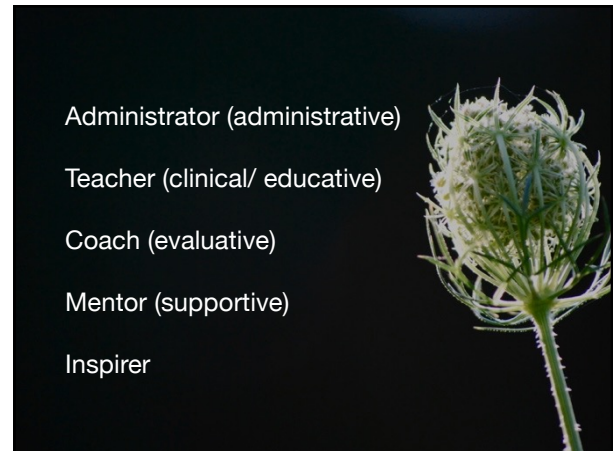 Administrator (administrative)
Teacher (clinical/ educative)
Coach (evaluative)
Mentor (supportive)
Inspirer